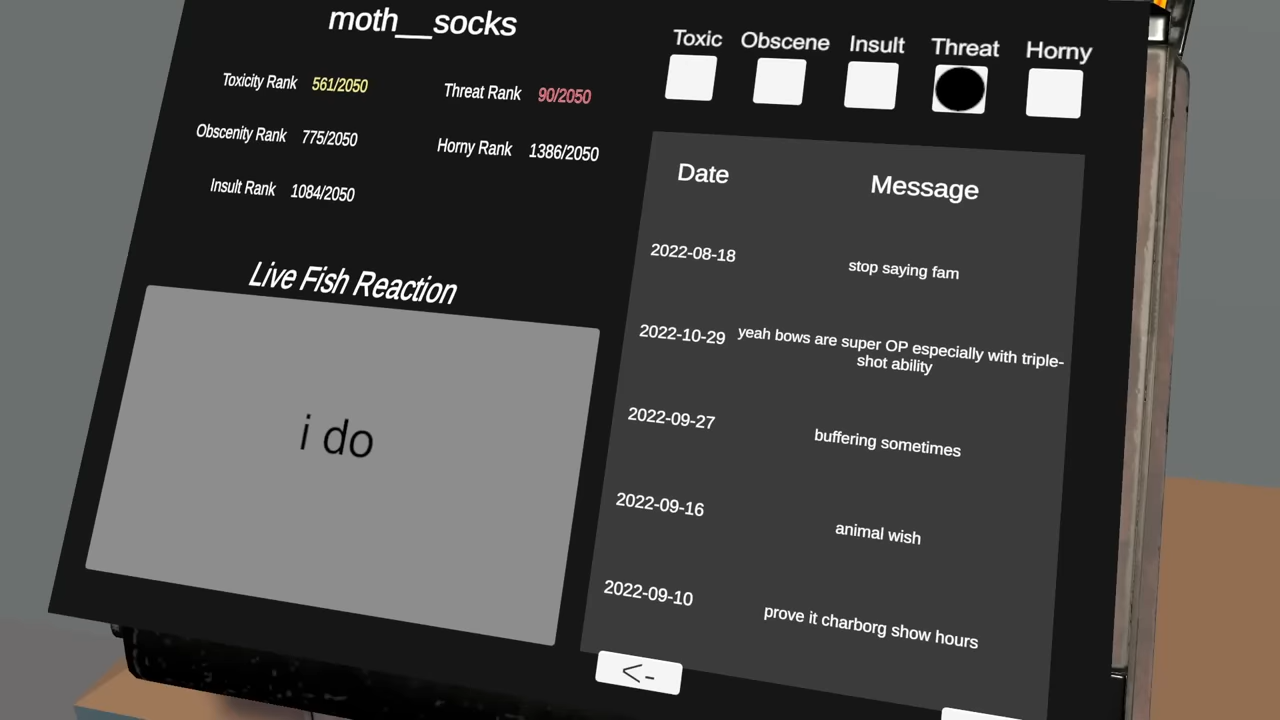 moth__socks
Toxicity Rank 561/2050
Threat Rank 90/2050
Obscenity Rank 775/2050
Horny Rank 1386/2050
Insult Rank 1084/2050
Live Fish Reaction
i do
Toxic Obscene Insult Threat Horny
Date Message
2022-08-18 stop saying fam
2022-10-29 yeah bows are super OP especially with triple-
shot ability
2022-09-27 buffering sometimes
2022-09-16 animal wish
2022-09-10 prove it charborg show hours
<-